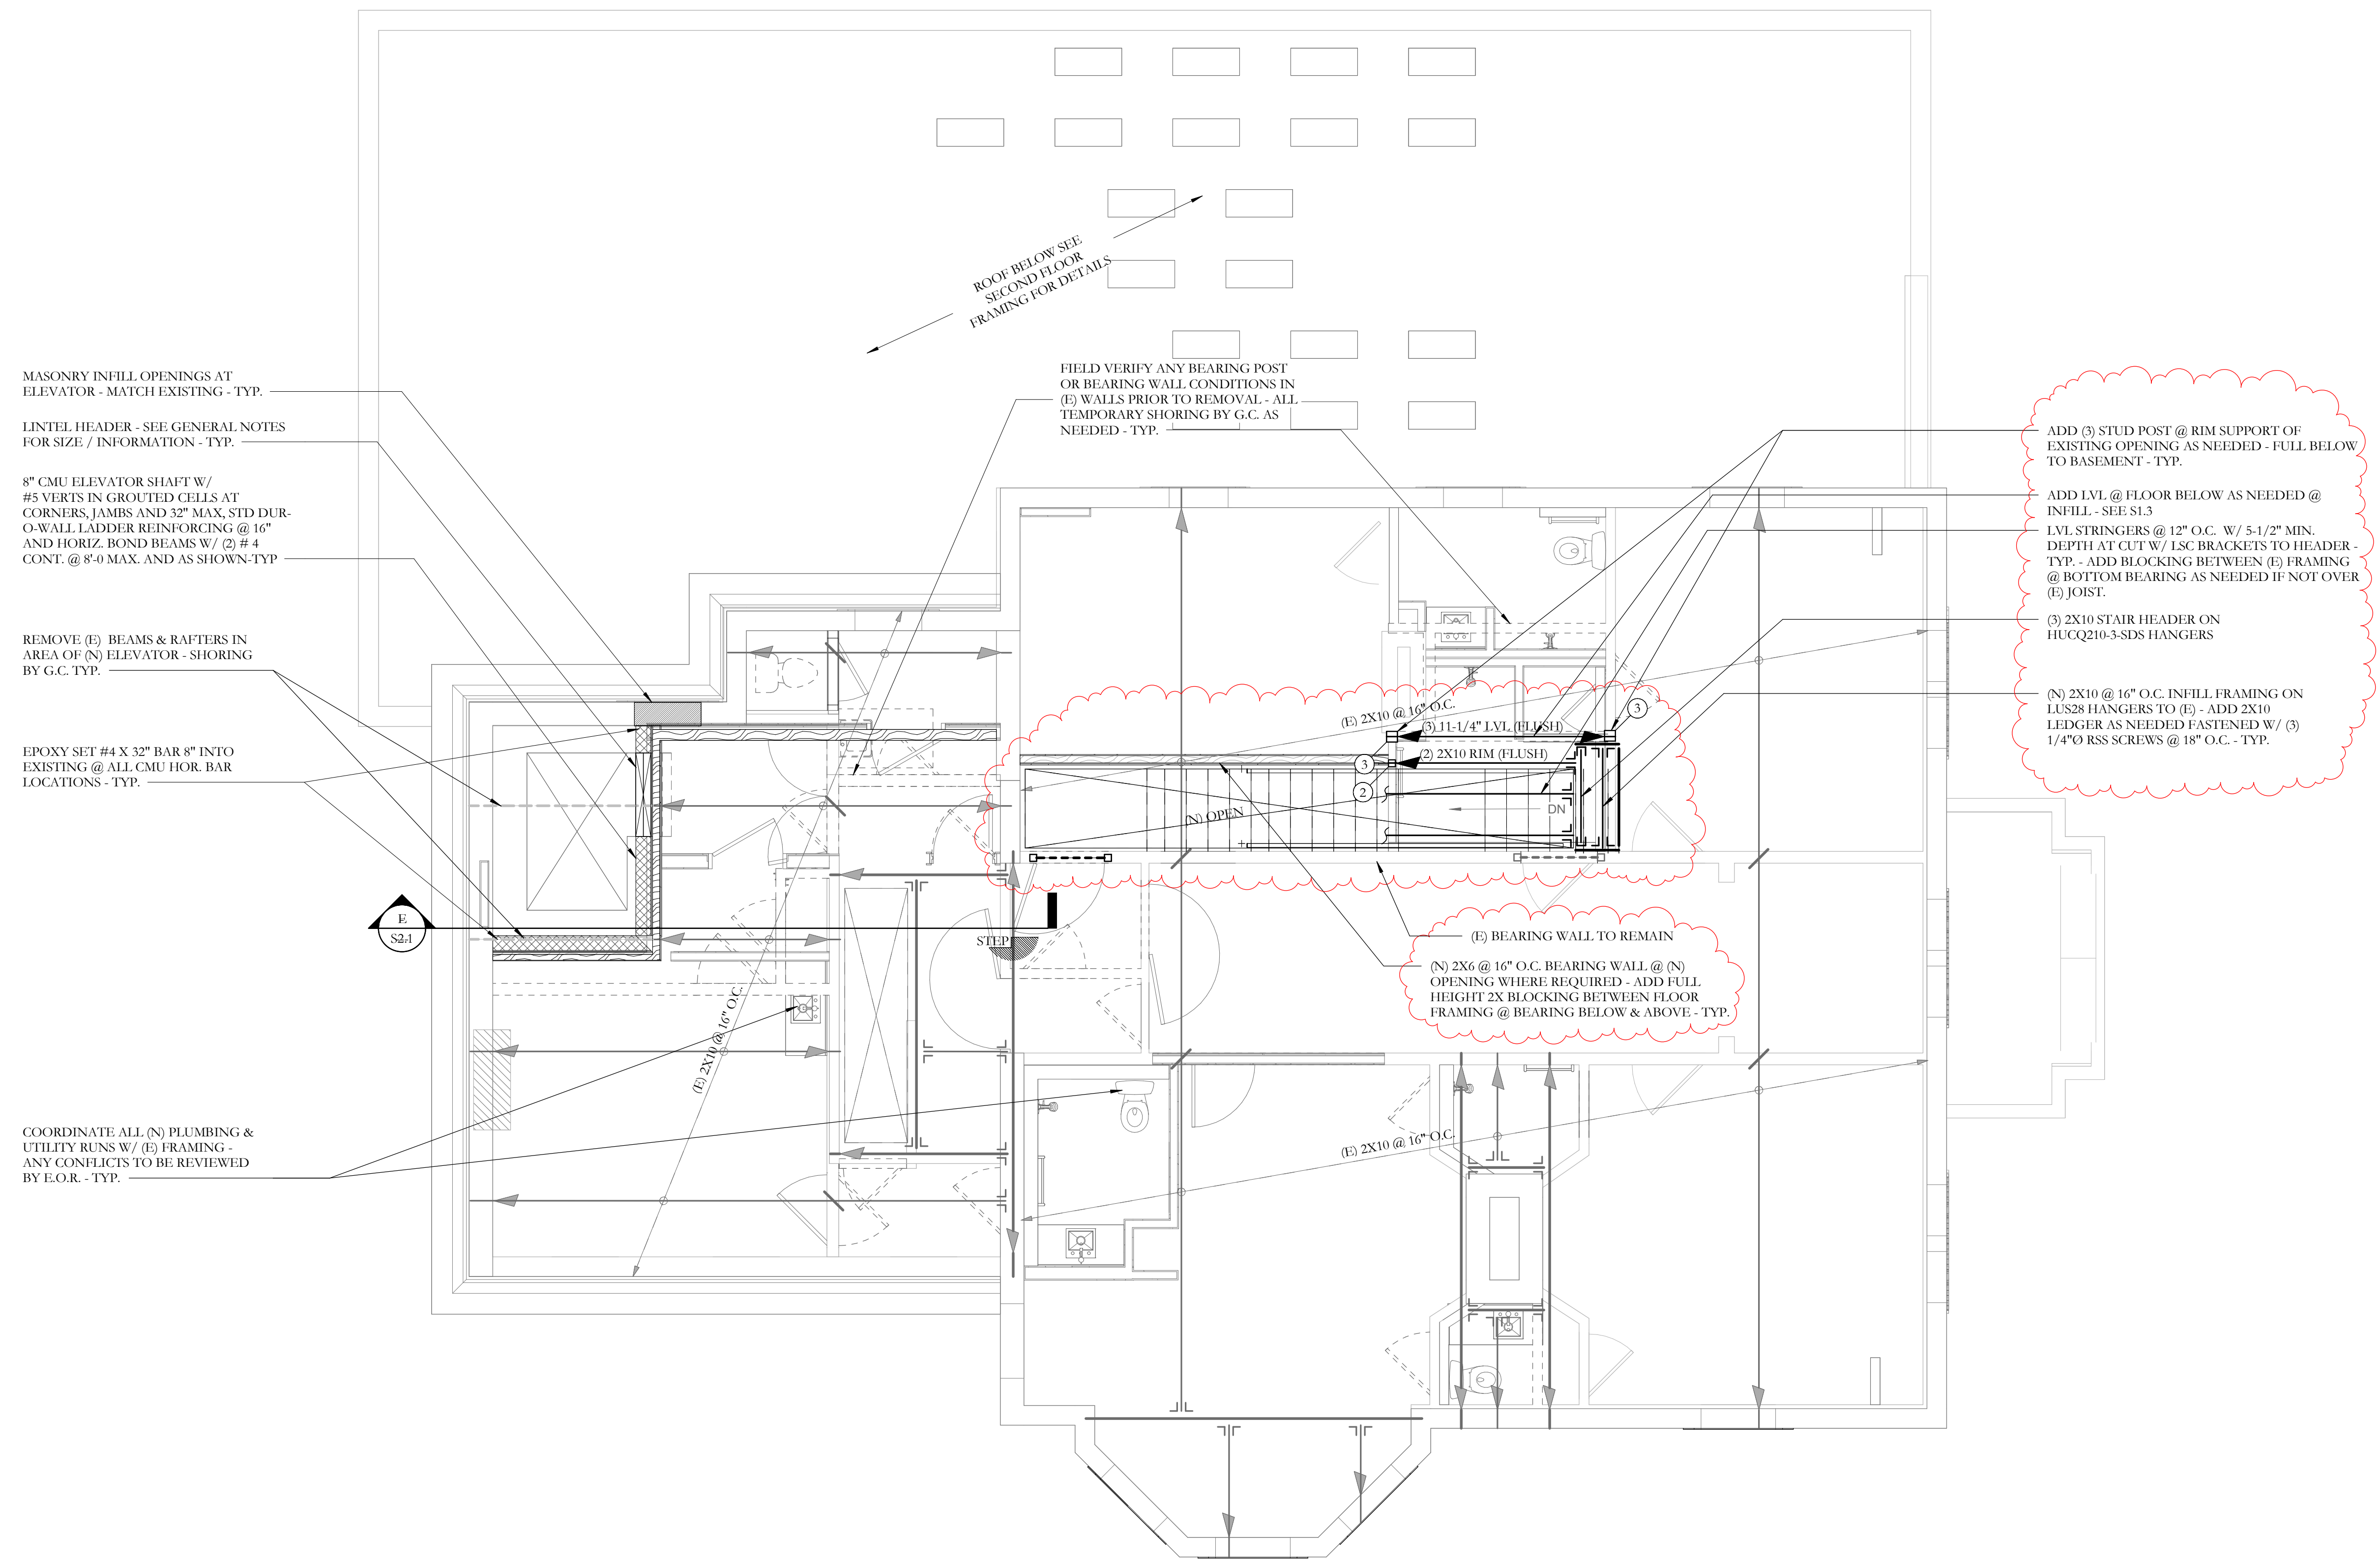 ROOF BELOW SEE
SECOND FLOOR
FRAMING FOR DETAILS
MASONRY INFILL OPENINGS AT
ELEVATOR - MATCH EXISTING - TYP.
LINTEL HEADER - SEE GENERAL NOTES
FOR SIZE / INFORMATION - TYP.
8" CMU ELEVATOR SHAFT W/
#5 VERTS IN GROUTED CELLS AT
CORNERS, JAMBS AND 32" MAX, STD DUR-
O-WALL LADDER REINFORCING @ 16"
AND HORIZ. BOND BEAMS W/ (2) # 4
CONT. @ 8'-0 MAX. AND AS SHOWN-TYP
REMOVE (E) BEAMS & RAFTERS IN
AREA OF (N) ELEVATOR - SHORING
BY G.C. TYP.
EPOXY SET #4 X 32" BAR 8" INTO
EXISTING @ ALL CMU HOR. BAR
LOCATIONS - TYP.
COORDINATE ALL (N) PLUMBING &
UTILITY RUNS W/ (E) FRAMING -
ANY CONFLICTS TO BE REVIEWED
BY E.O.R. - TYP.
FIELD VERIFY ANY BEARING POST
OR BEARING WALL CONDITIONS IN
(E) WALLS PRIOR TO REMOVAL - ALL
TEMPORARY SHORING BY G.C. AS
NEEDED - TYP.
ADD (3) STUD POST @ RIM SUPPORT OF
EXISTING OPENING AS NEEDED - FULL BELOW
TO BASEMENT - TYP.
ADD LVL @ FLOOR BELOW AS NEEDED @
INFILL - SEE S1.3
LVL STRINGERS @ 12" O.C. W/ 5-1/2" MIN.
DEPTH AT CUT W/ LSC BRACKETS TO HEADER -
TYP. - ADD BLOCKING BETWEEN (E) FRAMING
@ BOTTOM BEARING AS NEEDED IF NOT OVER
(E) JOIST.
(3) 2X10 STAIR HEADER ON
HUCQ210-3-SDS HANGERS
(N) 2X10 @ 16" O.C. INFILL FRAMING ON
LUS28 HANGERS TO (E) - ADD 2X10
LEDGER AS NEEDED FASTENED W/ (3)
1/4"Ø RSS SCREWS @ 18" O.C. - TYP.
(E) 2X10 @ 16" O.C.
(3) 11-1/4" LVL (FLUSH)
3
(2) 2X10 RIM (FLUSH)
3
2
DN
(N) OPEN
E
S2.1
STEP
(E) BEARING WALL TO REMAIN
(N) 2X6 @ 16" O.C. BEARING WALL @ (N)
OPENING WHERE REQUIRED - ADD FULL
HEIGHT 2X BLOCKING BETWEEN FLOOR
FRAMING @ BEARING BELOW & ABOVE - TYP.
(E) 2X10 @ 16" O.C.
(E) 2X10 @ 16" O.C.